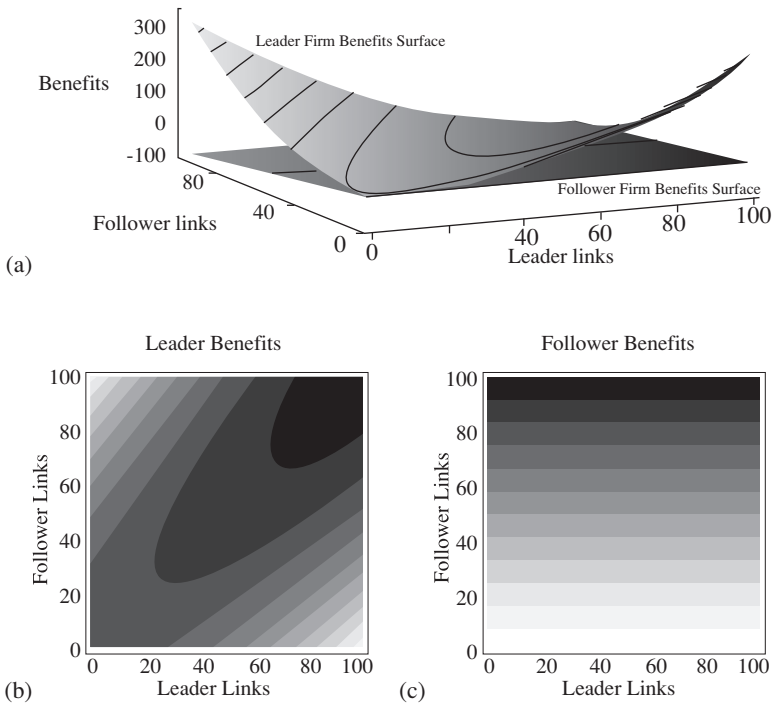 300
200
100
0
-100
Benefits
Leader Firm Benefits Surface
Follower Firm Benefits Surface
80
40
0
Follower links
0
40
60
80
100
Leader links
(a)
Leader Benefits
100
80
60
40
20
0
Follower Links
0 20 40 60 80 100
Leader Links
(b)
Follower Benefits
100
80
60
40
20
0
Follower Links
0 20 40 60 80 100
Leader Links
(c)